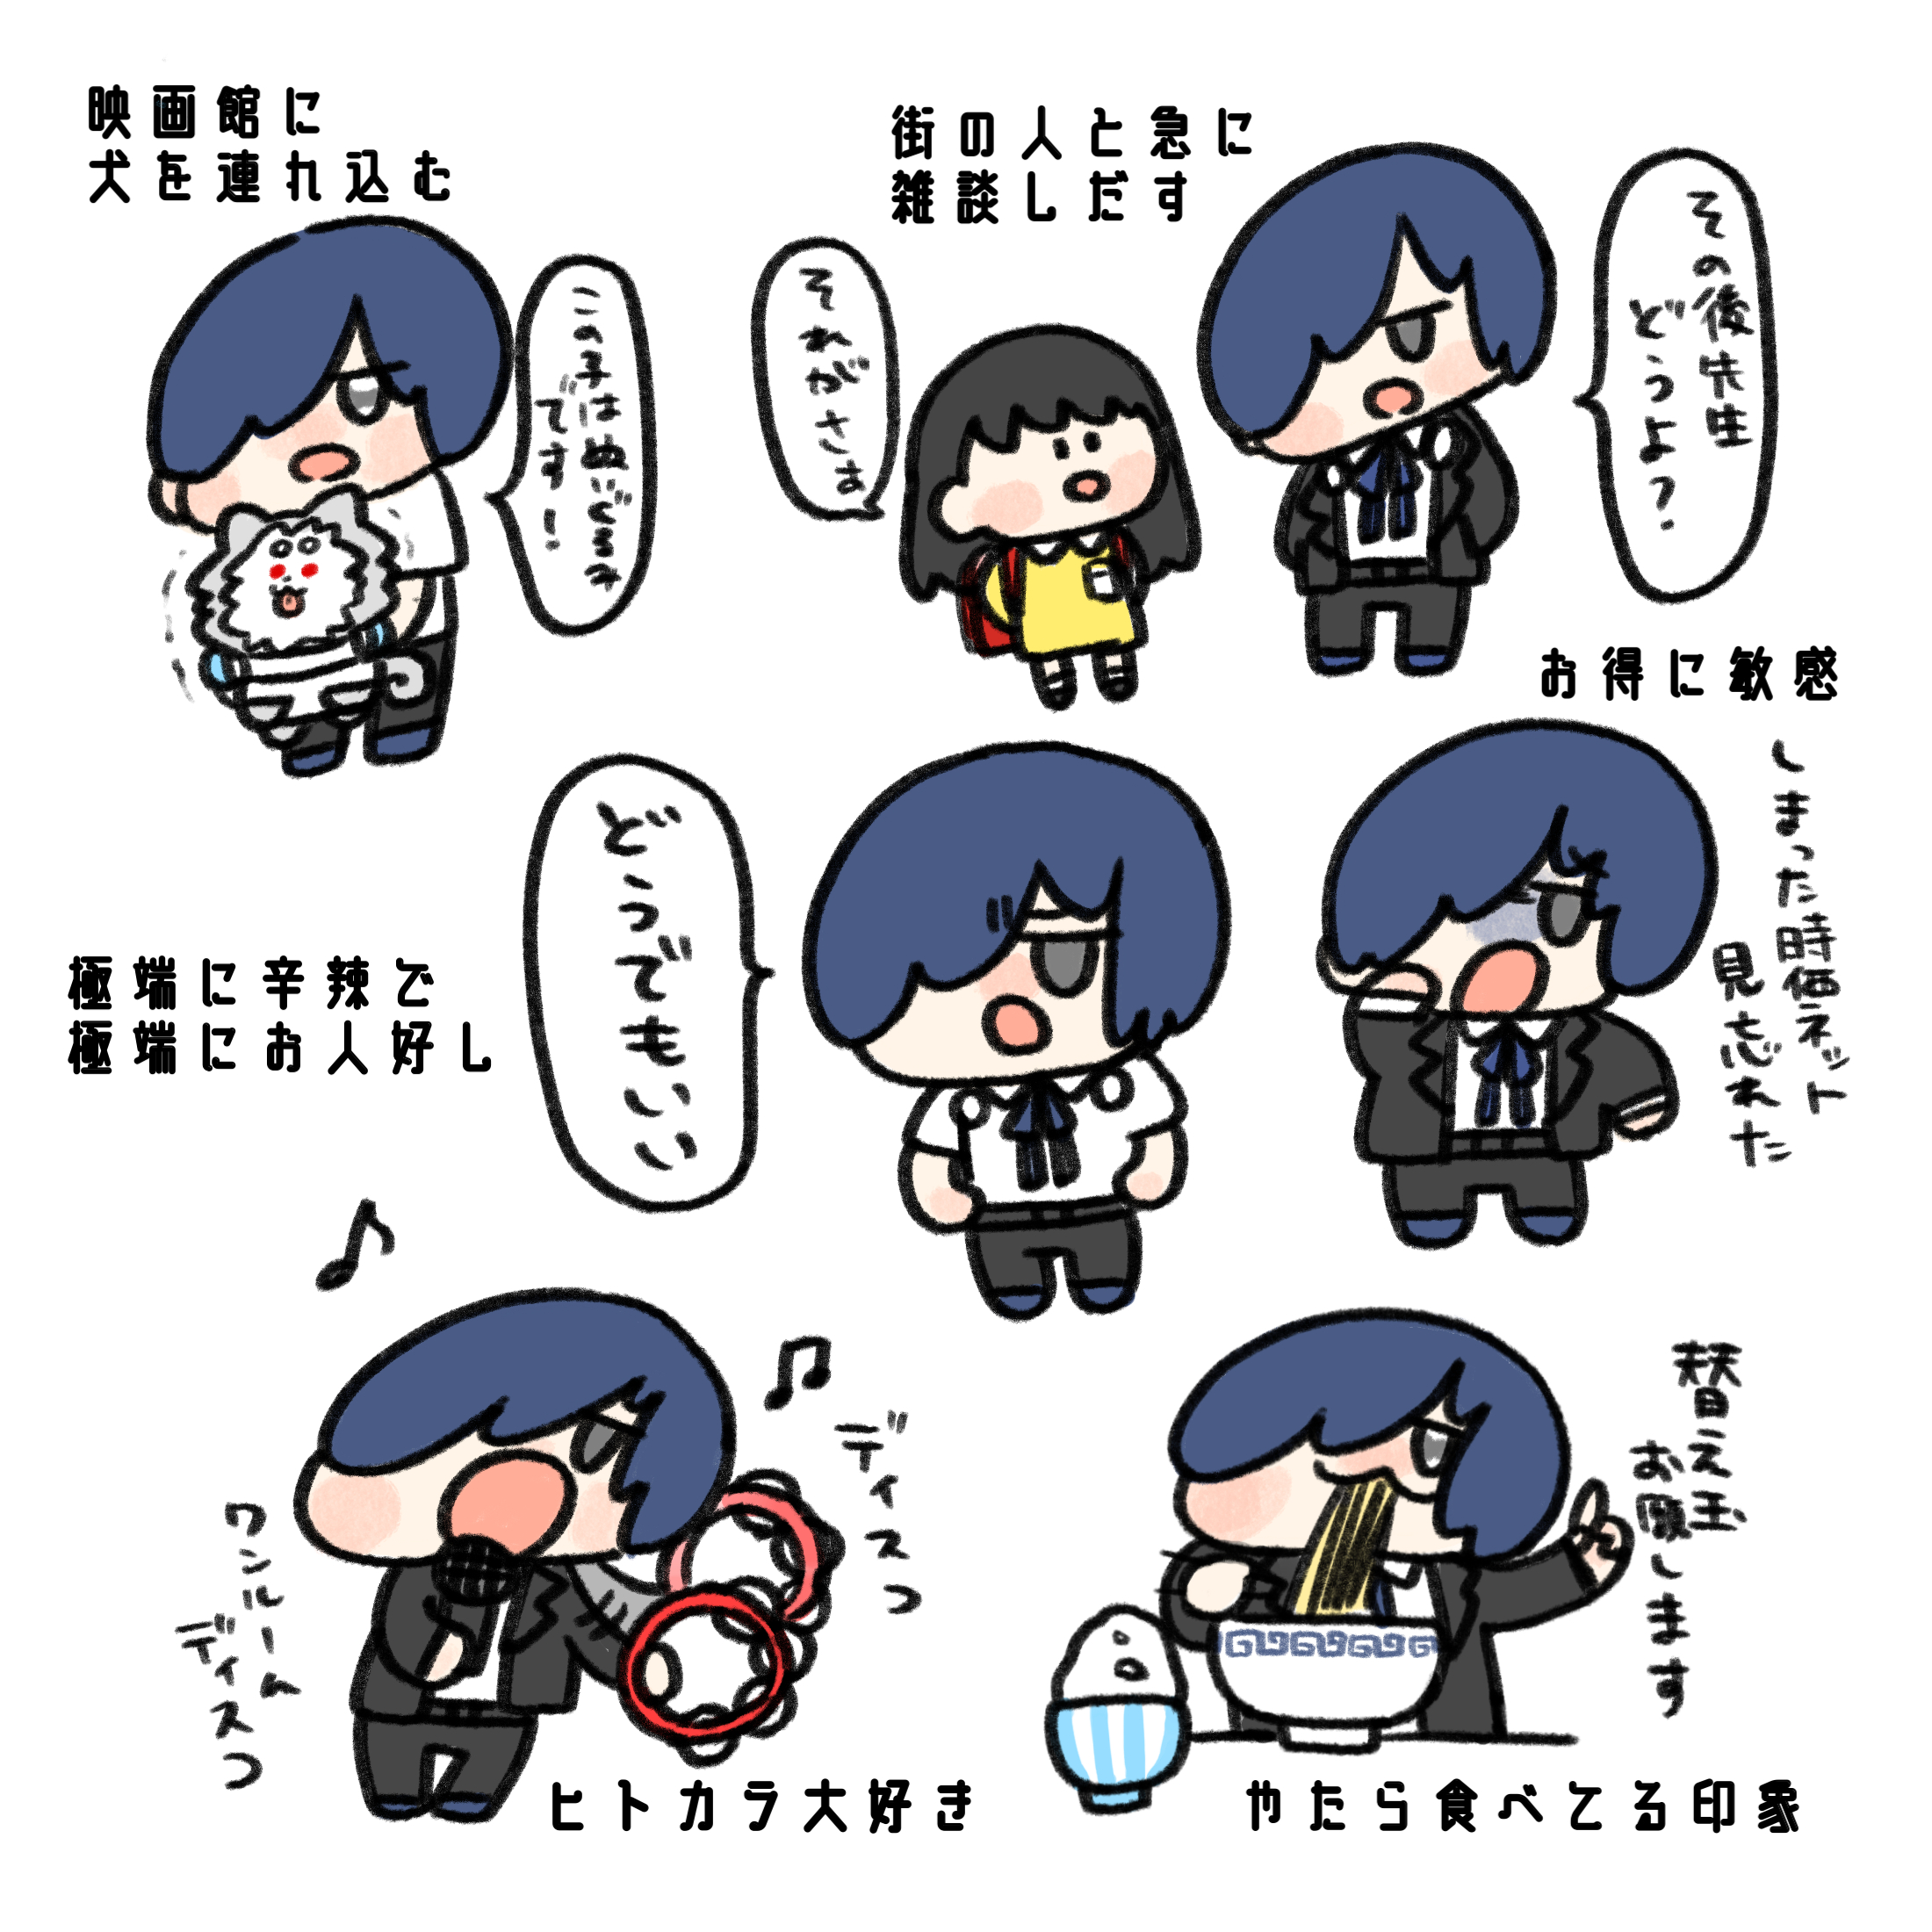 映画館に
犬を連れ込む
この子はぬいぐるみ
です!
街の人と急に
雑談しだす
それがさぁ
その後先生
どうよ?
お得に敏感
しまった時価ネット
見忘れた
極端に辛辣で
極端にお人好し
どうでもいい
ワンルーム
ディスコ
ディスコ
ヒトカラ大好き
替え玉
お願いします
やたら食べてる印象